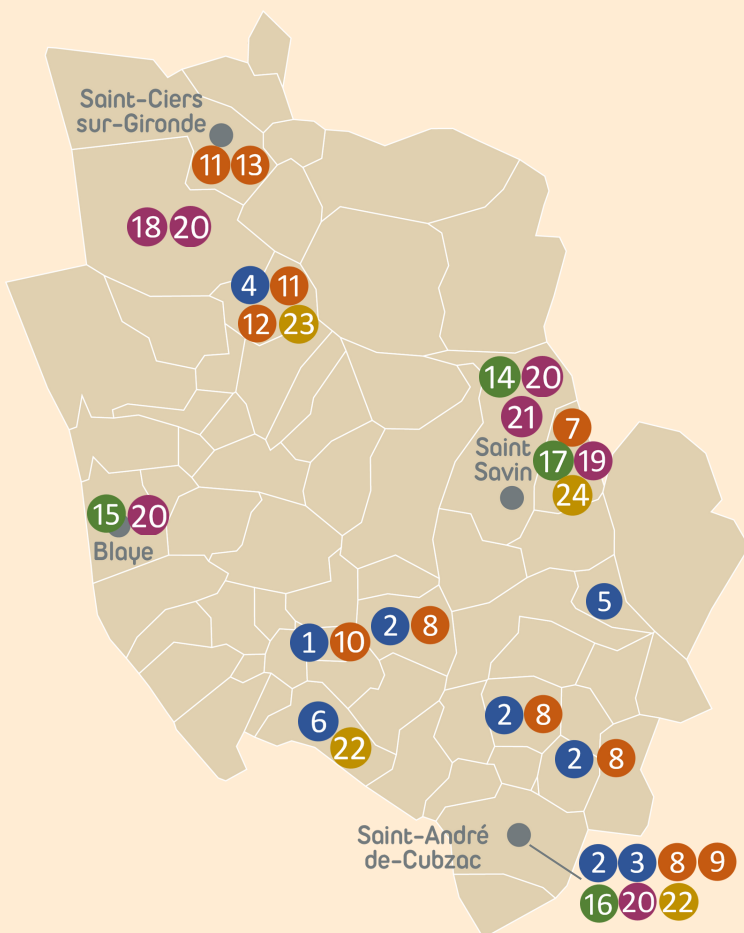 Saint-Ciers
sur-Gironde
11 13
18 20
4 11
12 23
14 20
21
7
Saint
Savin
17 19
24
15 20
Blaye
5
1 10
2 8
6
22
2 8
2 8
Saint-André
de-Cubzac
2 3 8 9
16 20 22